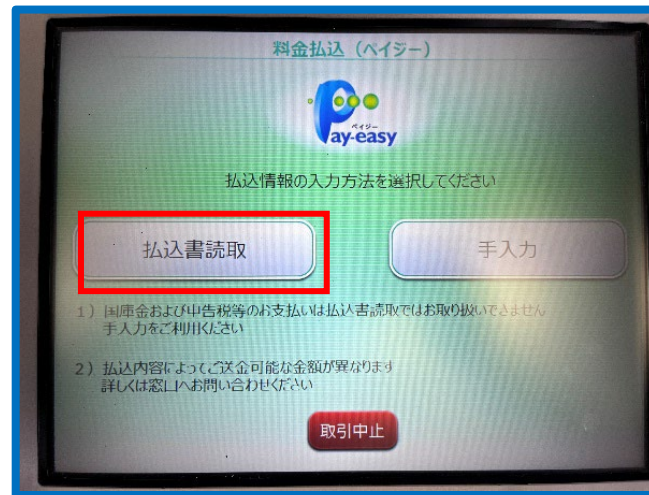 料金払込（ペイジー）
ペイジー
Pay-easy
払込情報の入力方法を選択してください
払込書読取
手入力
1）国庫金および申告税等のお支払いは払込書読取ではお取り扱いできません
手入力をご利用ください
2）払込内容によってご送金可能な金額が異なります
詳しくは窓口へお問い合わせください
取引中止